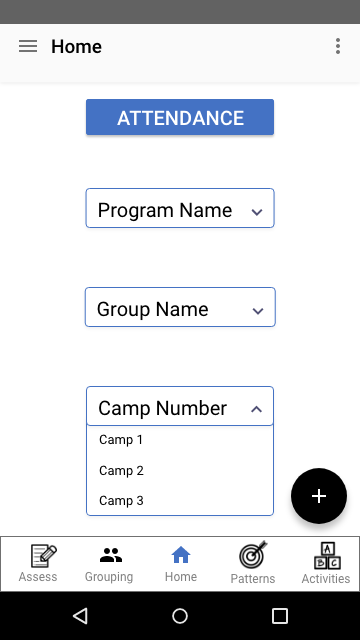 Home
ATTENDANCE
Program Name
Group Name
Camp Number
Camp 1
Camp 2
Camp 3
Assess Grouping Home Patterns Activities
A
B C